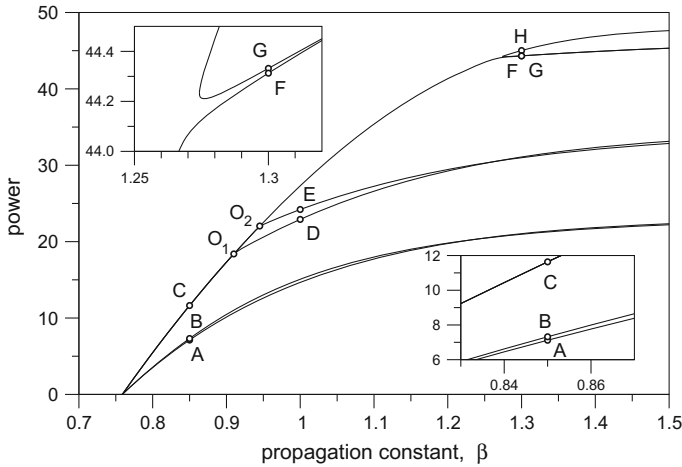 50
40
30
20
10
0
power
0.7
0.8
0.9
1
1.1
1.2
1.3
1.4
1.5
propagation constant, β
44.4
44.2
44.0
1.25
1.3
G
F
H
F G
O2
O1
E
D
C
B
A
12
10
8
6
0.84
0.86
C
B
A